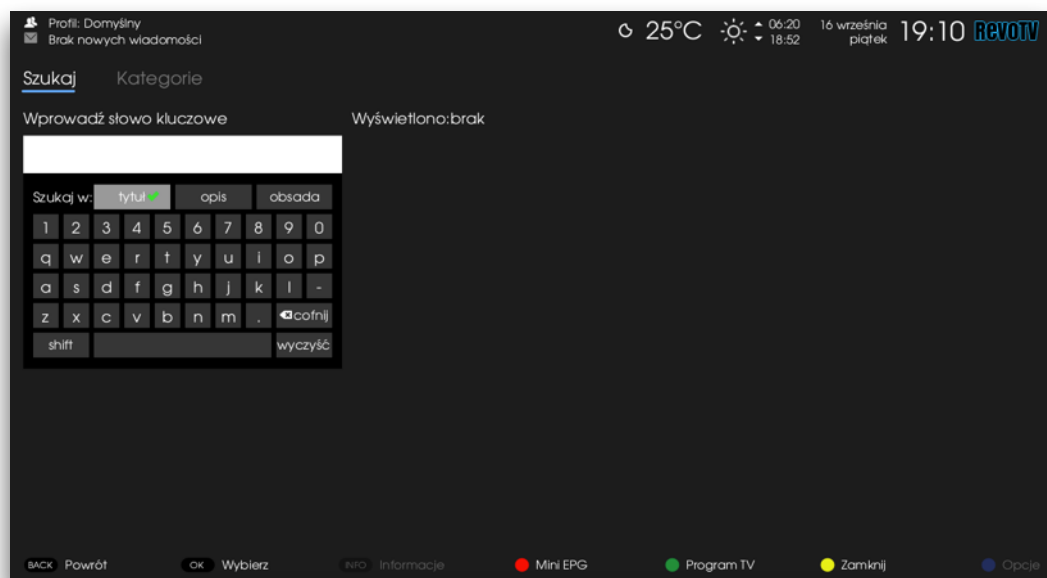 Profil: Domyślny
Brak nowych wiadomości
25°C
06:20
18:52
16 września
piątek
19:10
RevoTV
Szukaj Kategorie
Wprowadź słowo kluczowe
Wyświetlono:brak
Szukaj w: tytuł opis obsada
1 2 3 4 5 6 7 8 9 0
q w e r t y u i o p
a s d f g h j k l -
z x c v b n m . cofnij
shift wyczyść
BACK Powrót OK Wybierz INFO Informacje Mini EPG Program TV Zamknij Opcje